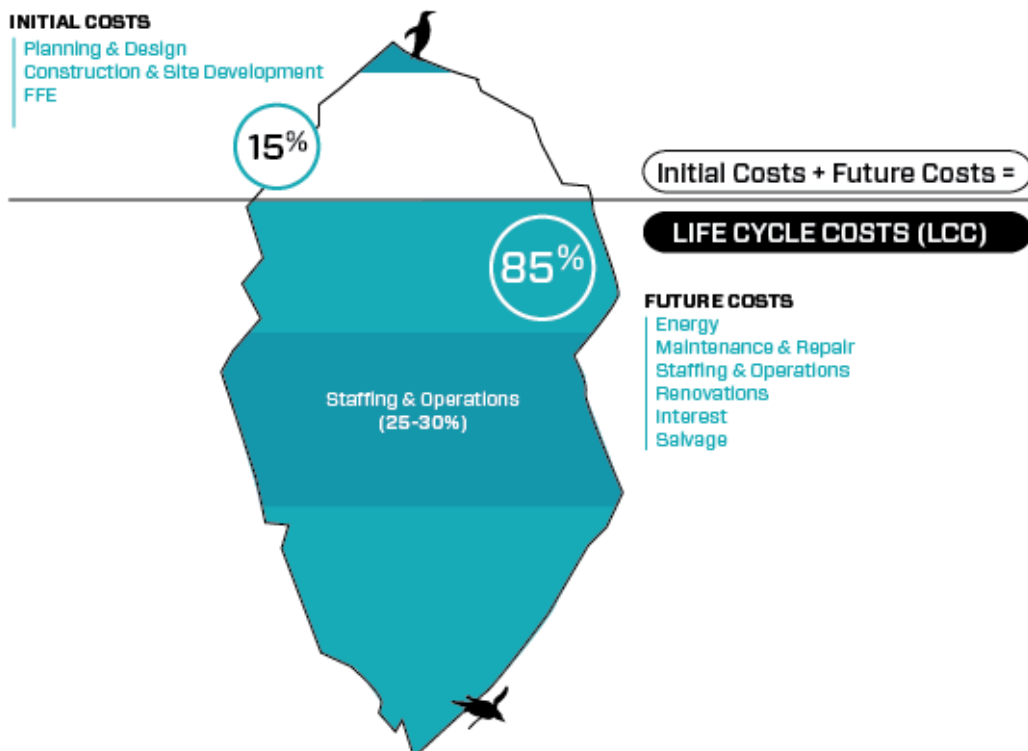 INITIAL COSTS
Planning & Design
Construction & Site Development
FFE
15%
Initial Costs + Future Costs =
LIFE CYCLE COSTS (LCC)
85%
FUTURE COSTS
Energy
Maintenance & Repair
Staffing & Operations
Renovations
Interest
Salvage
Staffing & Operations
(25-30%)